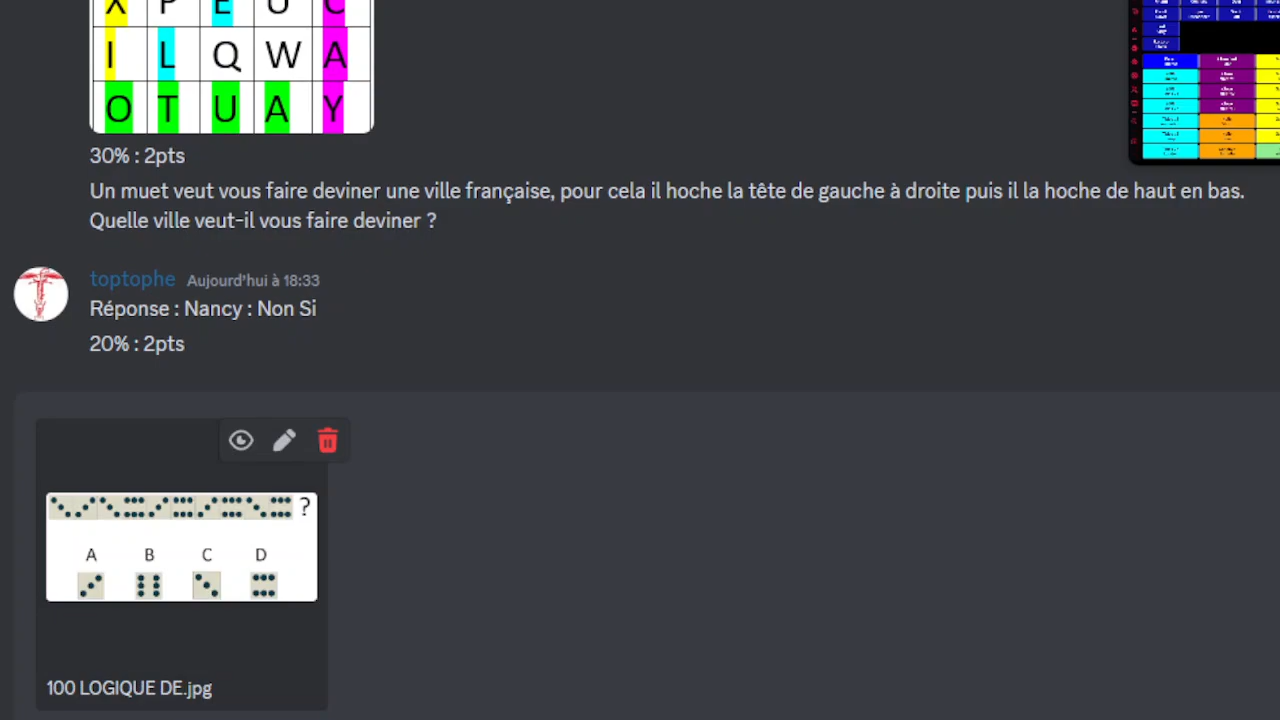 X P E U C
I L Q W A
O T U A Y
30% : 2pts
Un muet veut vous faire deviner une ville française, pour cela il hoche la tête de gauche à droite puis il la hoche de haut en bas.
Quelle ville veut-il vous faire deviner ?
toptophe Aujourd'hui à 18:33
Réponse : Nancy : Non Si
20% : 2pts
?
A B C D
100 LOGIQUE DE.jpg